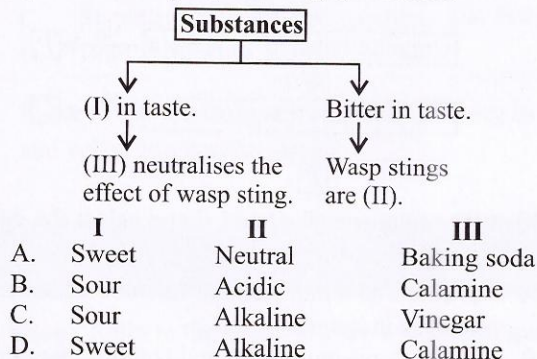 Substances
(I) in taste.
Bitter in taste.
(III) neutralises the
effect of wasp sting.
Wasp stings
are (II).
I II III
A. Sweet Neutral Baking soda
B. Sour Acidic Calamine
C. Sour Alkaline Vinegar
D. Sweet Alkaline Calamine